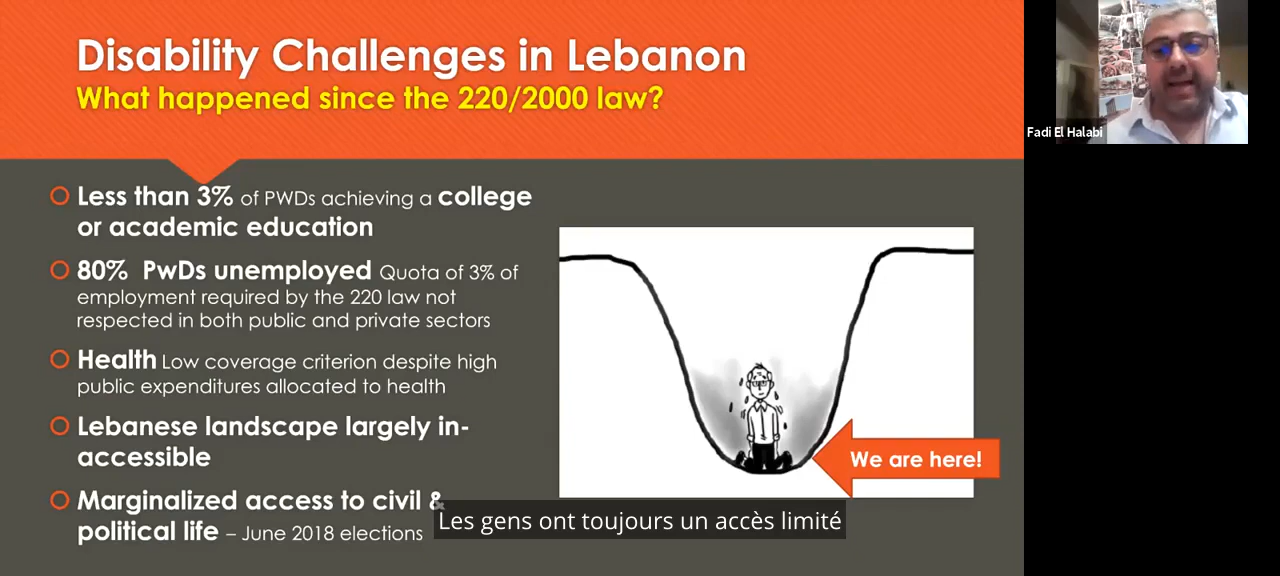 Disability Challenges in Lebanon
What happened since the 220/2000 law?
Less than 3% of PWDs achieving a college
or academic education
80% PwDs unemployed Quota of 3% of
employment required by the 220 law not
respected in both public and private sectors
Health Low coverage criterion despite high
public expenditures allocated to health
Lebanese landscape largely in-
accessible
Marginalized access to civil &
political life – June 2018 elections
We are here!
Les gens ont toujours un accès limité
Fadi El Halabi